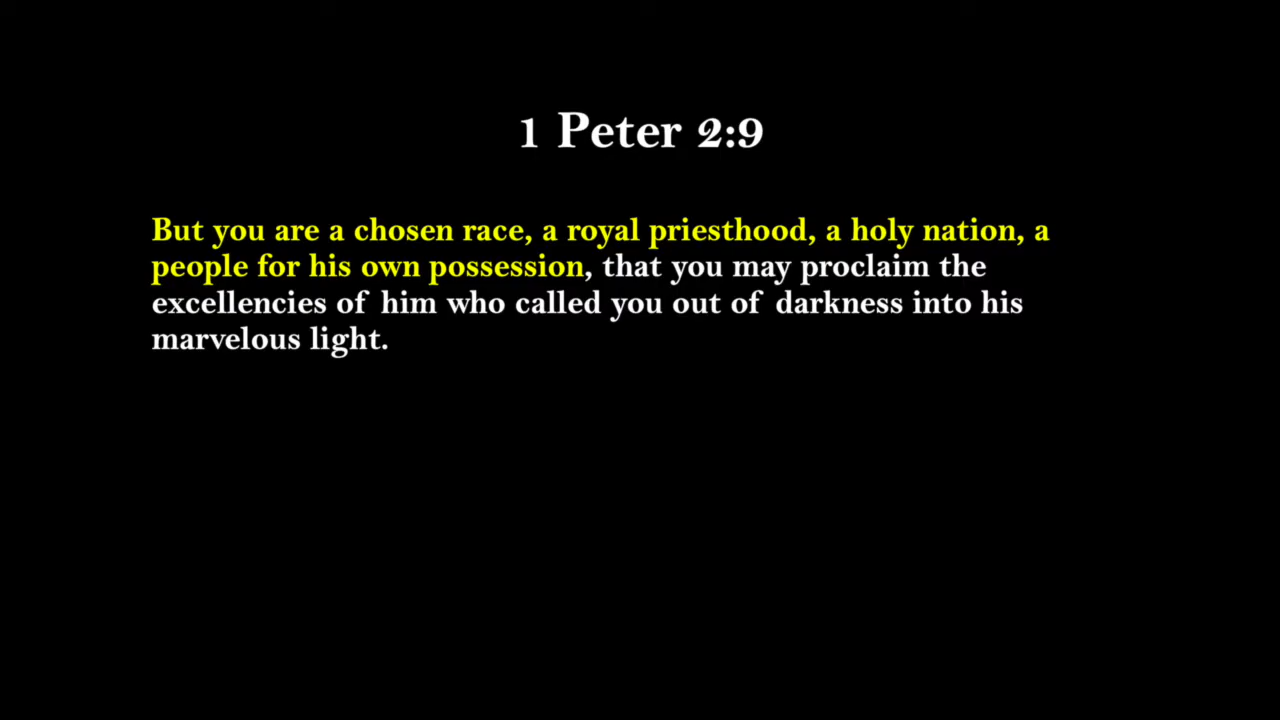 1 Peter 2:9
But you are a chosen race, a royal priesthood, a holy nation, a
people for his own possession, that you may proclaim the
excellencies of him who called you out of darkness into his
marvelous light.